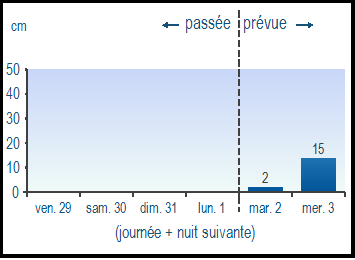 passée prévue
cm
50
40
30
20
10
0
2
15
ven. 29 sam. 30 dim. 31 lun. 1 mar. 2 mer. 3
(journée + nuit suivante)